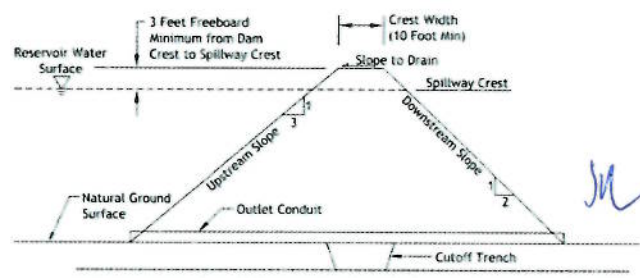 3 Feet Freeboard
Minimum from Dam
Crest to Spillway Crest
Crest Width
(10 Foot Min)
Reservoir Water
Surface
Slope to Drain
Spillway Crest
1
3
Upstream Slope
Downstream Slope
1
2
Natural Ground
Surface
Outlet Conduit
Cutoff Trench